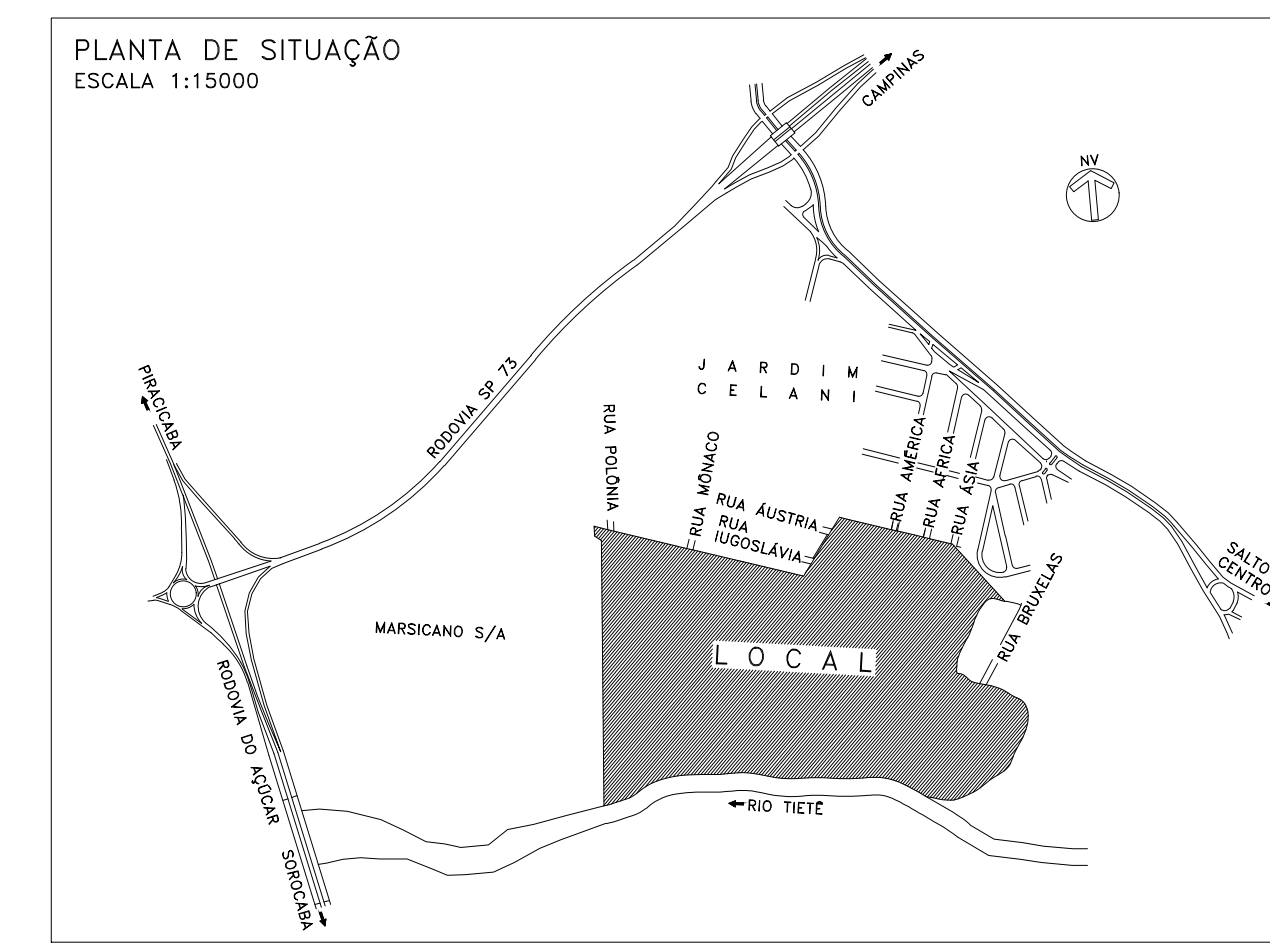 PLANTA DE SITUAÇÃO
ESCALA 1:15000
CAMPINAS
NV
PIRACICABA
RODOVIA SP 73
JARDIM
CELANI
RUA POLÔNIA
RUA MÔNACO
RUA ÁUSTRIA
RUA
IUGOSLÁVIA
RUA AMÉRICA
RUA AFRICA
RUA ÁSIA
RUA BRUXELAS
SALTO
CENTRO
MARSICANO S/A
LOCAL
RODOVIA DO AÇÚCAR
RIO TIETÊ
SOROCABA